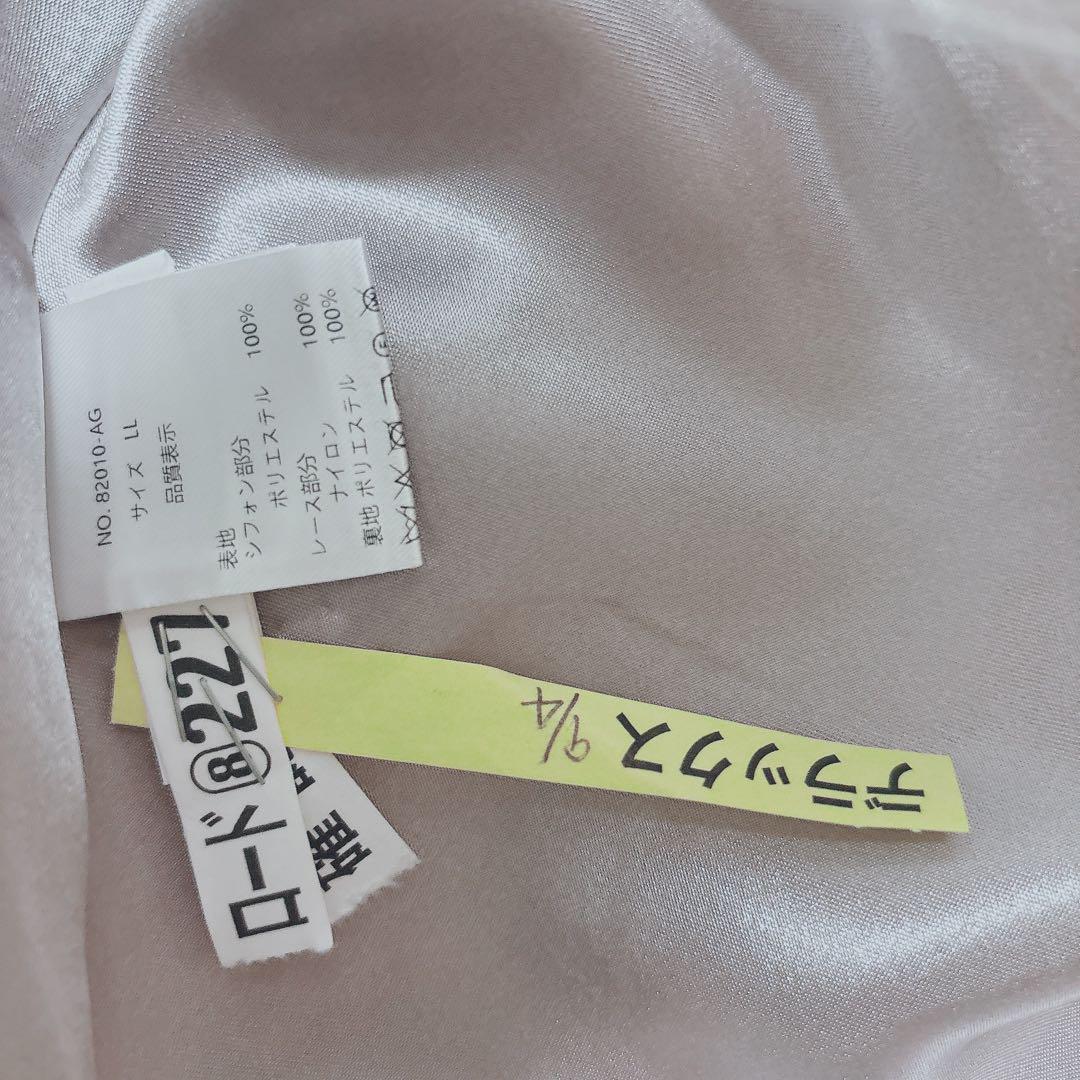 NO. 82010-AG
サイズ LL
品質表示
表地
シフォン部分
ポリエステル 100%
レース部分
ナイロン 100%
裏地 ポリエステル 100%
ロード⑧227
デラックス 9/4
確